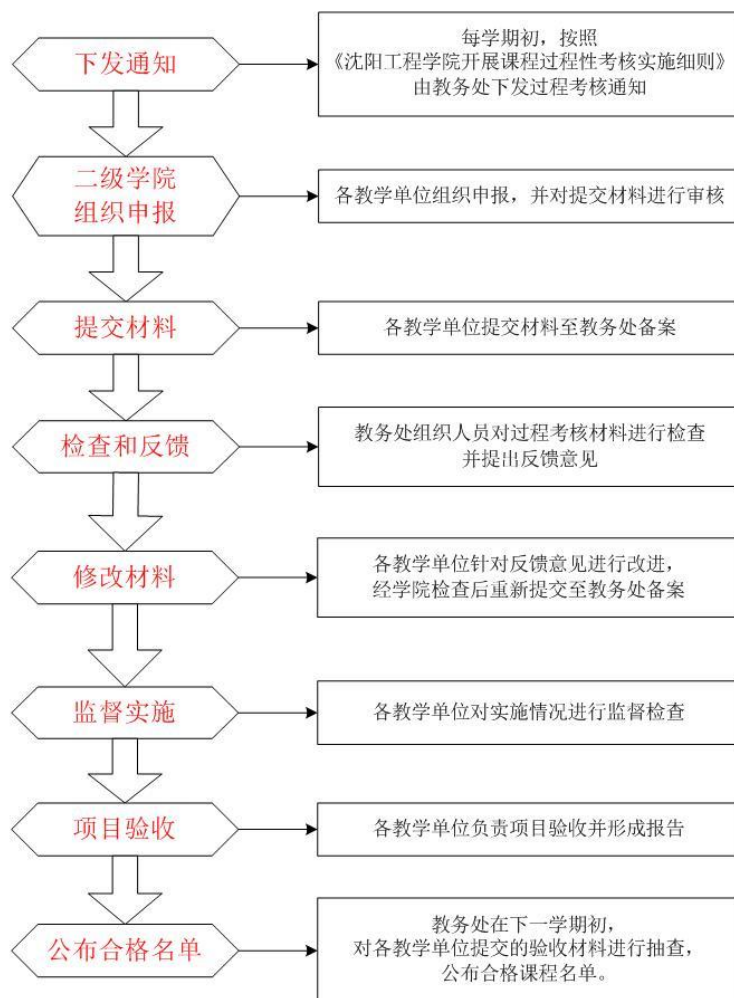 下发通知
每学期初，按照
《沈阳工程学院开展课程过程性考核实施细则》
由教务处下发过程考核通知
二级学院
组织申报
各教学单位组织申报，并对提交材料进行审核
提交材料
各教学单位提交材料至教务处备案
检查和反馈
教务处组织人员对过程考核材料进行检查
并提出反馈意见
修改材料
各教学单位针对反馈意见进行改进，
经学院检查后重新提交至教务处备案
监督实施
各教学单位对实施情况进行监督检查
项目验收
各教学单位负责项目验收并形成报告
公布合格名单
教务处在下一学期初，
对各教学单位提交的验收材料进行抽查，
公布合格课程名单。